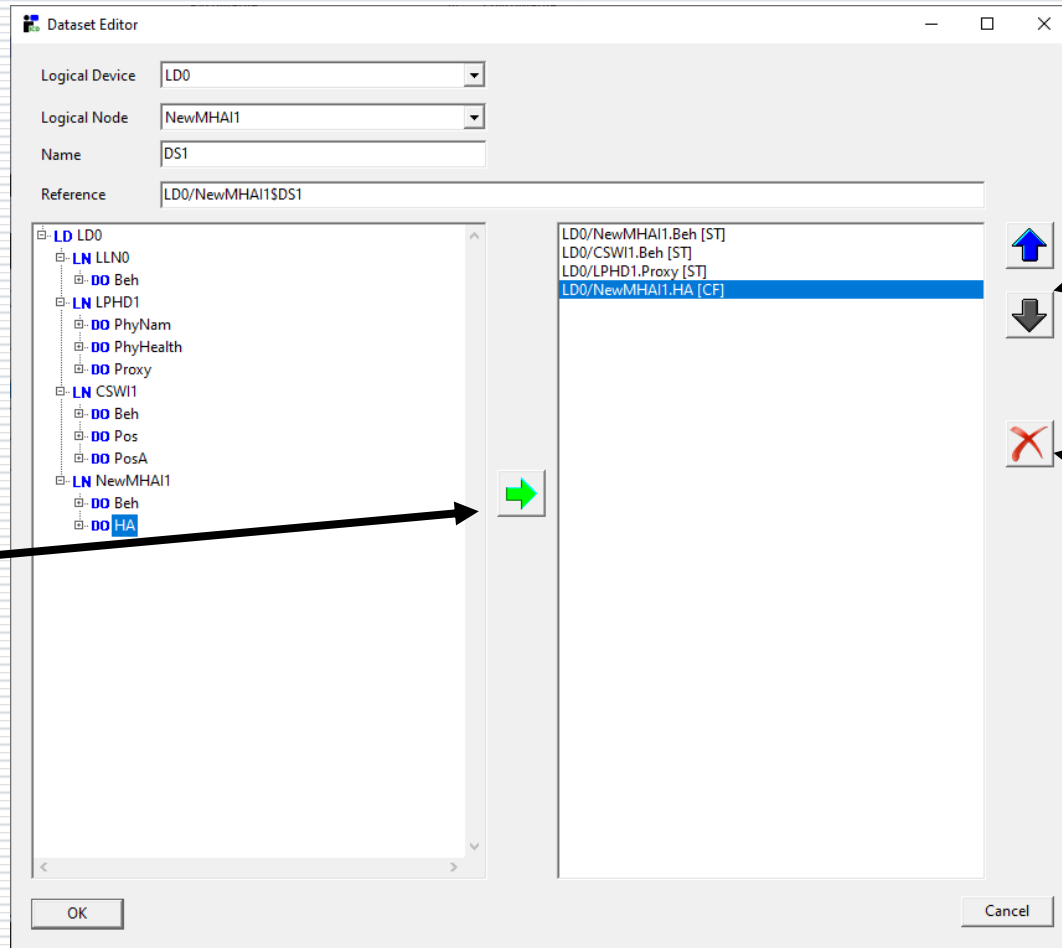 Dataset Editor
Logical Device LD0
Logical Node NewMHAI1
Name DS1
Reference LD0/NewMHAI1$DS1
LD LD0
LN LLN0
DO Beh
LN LPHD1
DO PhyNam
DO PhyHealth
DO Proxy
LN CSWI1
DO Beh
DO Pos
DO PosA
LN NewMHAI1
DO Beh
DO HA
LD0/NewMHAI1.Beh [ST]
LD0/CSWI1.Beh [ST]
LD0/LPHD1.Proxy [ST]
LD0/NewMHAI1.HA [CF]
OK
Cancel